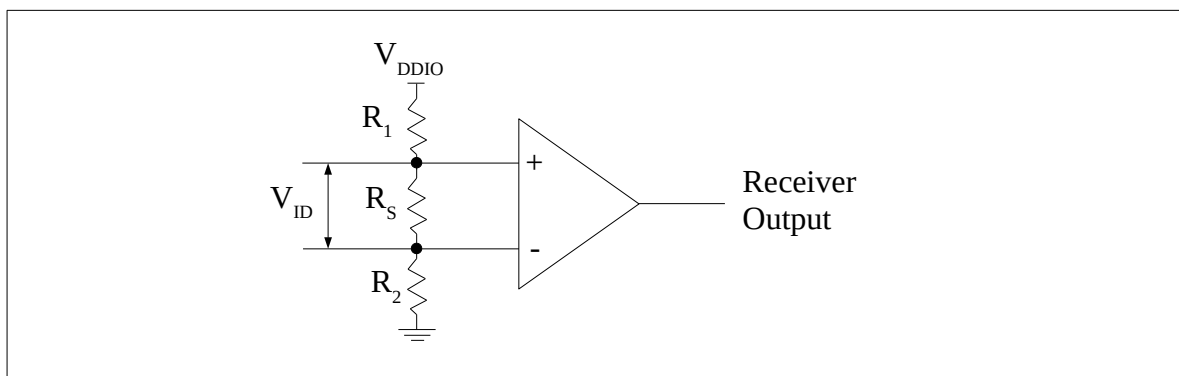 V_DDIO
R_1
+
V_ID
R_S
Receiver
Output
-
R_2